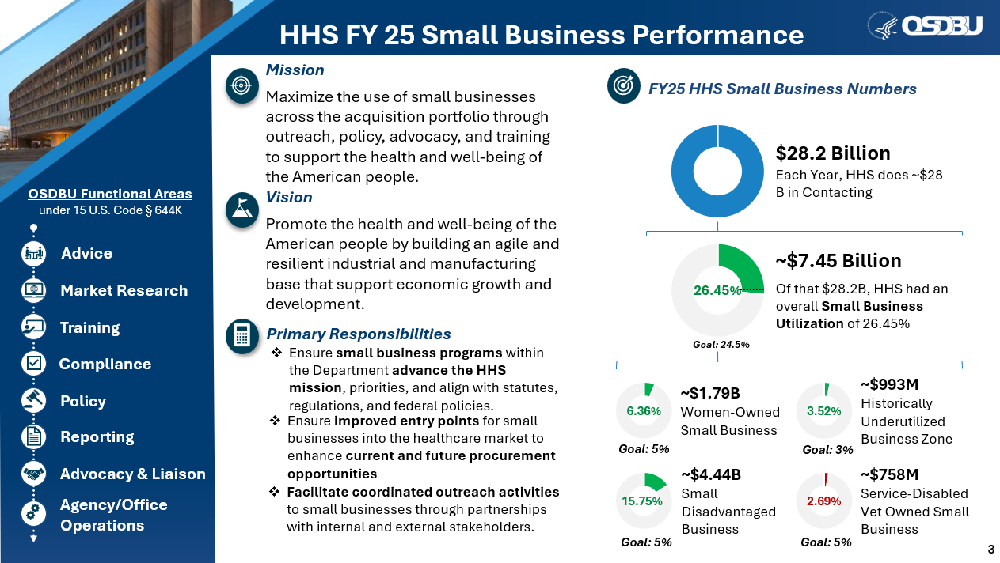 HHS FY 25 Small Business Performance
OSDBU
OSDBU Functional Areas
under 15 U.S. Code § 644K
Advice
Market Research
Training
Compliance
Policy
Reporting
Advocacy & Liaison
Agency/Office
Operations
Mission
Maximize the use of small businesses
across the acquisition portfolio through
outreach, policy, advocacy, and training
to support the health and well-being of
the American people.
Vision
Promote the health and well-being of the
American people by building an agile and
resilient industrial and manufacturing
base that support economic growth and
development.
Primary Responsibilities
❖ Ensure small business programs within
the Department advance the HHS
mission, priorities, and align with statutes,
regulations, and federal policies.
❖ Ensure improved entry points for small
businesses into the healthcare market to
enhance current and future procurement
opportunities
❖ Facilitate coordinated outreach activities
to small businesses through partnerships
with internal and external stakeholders.
FY25 HHS Small Business Numbers
$28.2 Billion
Each Year, HHS does ~$28
B in Contacting
26.45%
Goal: 24.5%
~$7.45 Billion
Of that $28.2B, HHS had an
overall Small Business
Utilization of 26.45%
6.36%
Goal: 5%
~$1.79B
Women-Owned
Small Business
3.52%
Goal: 3%
~$993M
Historically
Underutilized
Business Zone
15.75%
Goal: 5%
~$4.44B
Small
Disadvantaged
Business
2.69%
Goal: 5%
~$758M
Service-Disabled
Vet Owned Small
Business
3